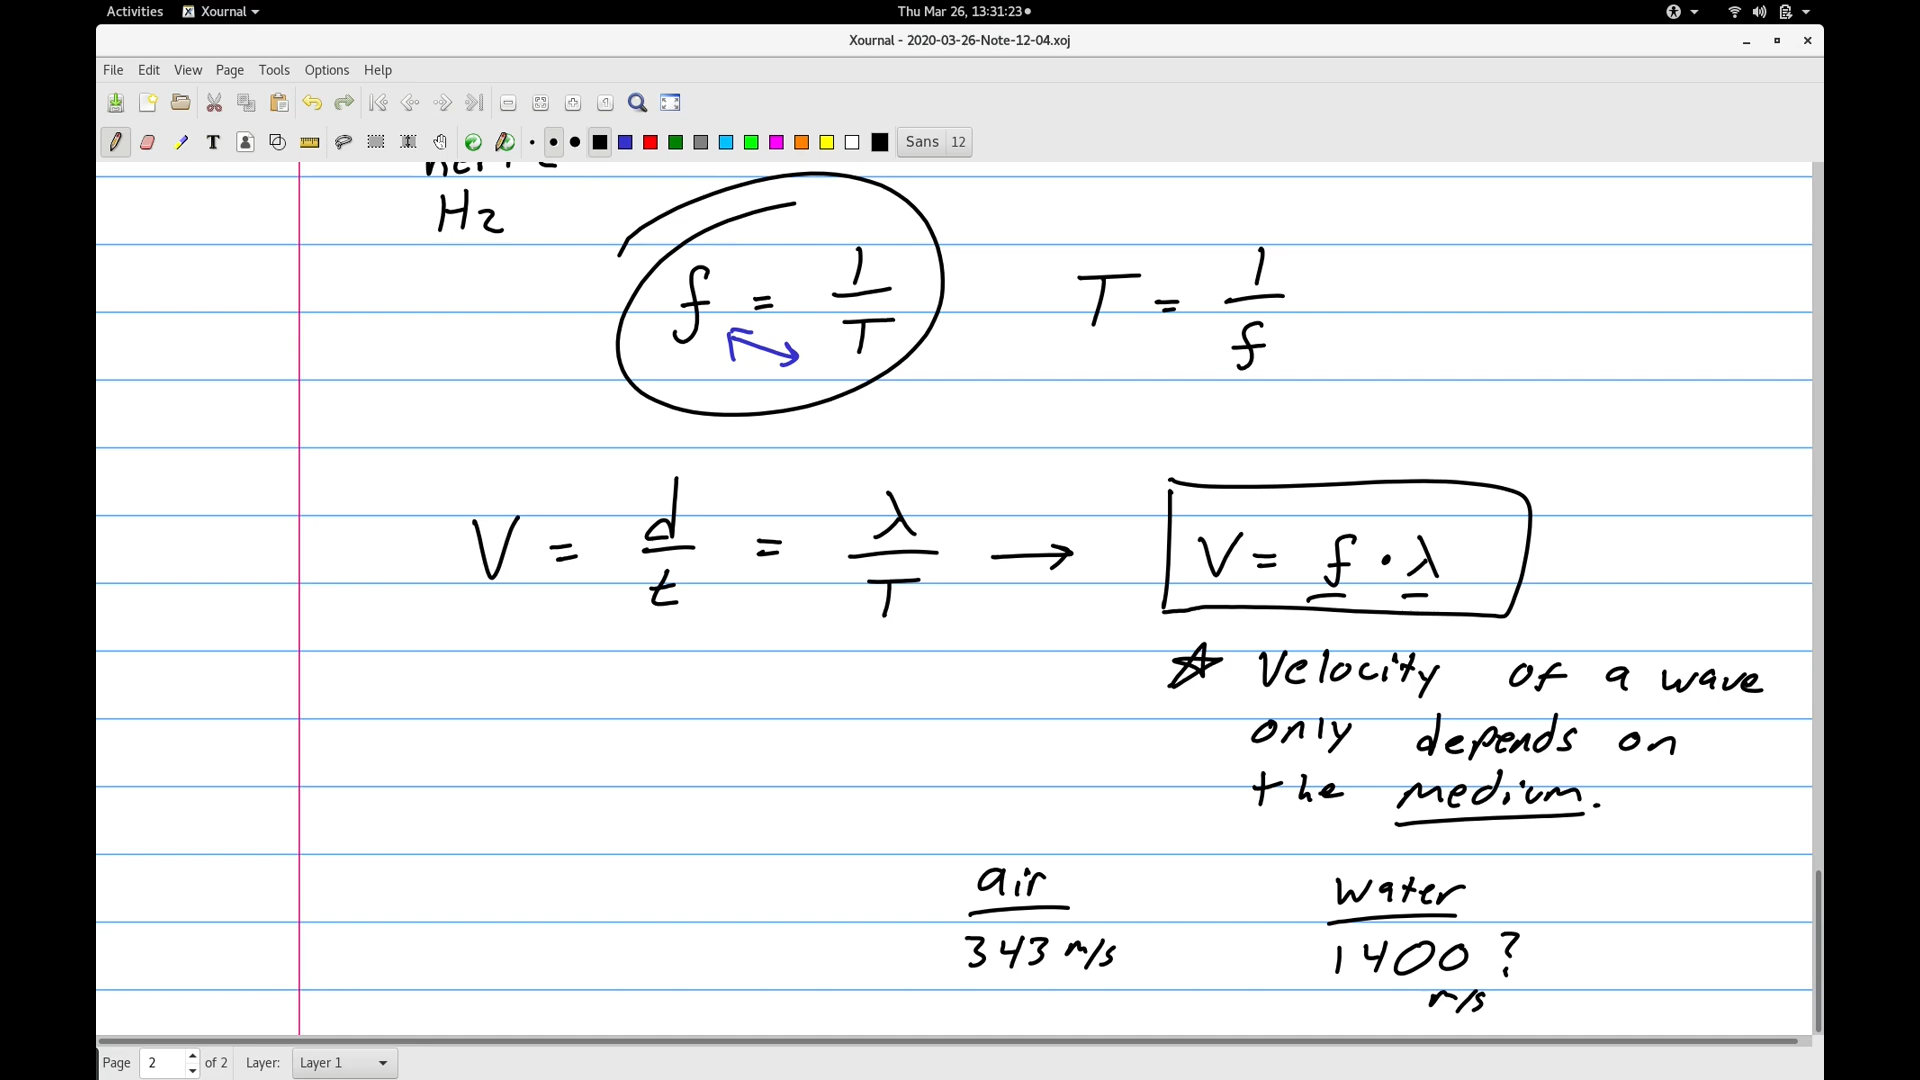 Activities Xournal Thu Mar 26, 13:31:23
Xournal - 2020-03-26-Note-12-04.xoj
File Edit View Page Tools Options Help
Sans 12
Hz
f = 1/T T = 1/f
V = d/t = λ/T → V = f · λ
☆ Velocity of a wave
only depends on
the medium.
air water
343 m/s 1400 ?
m/s
Page 2 of 2 Layer: Layer 1